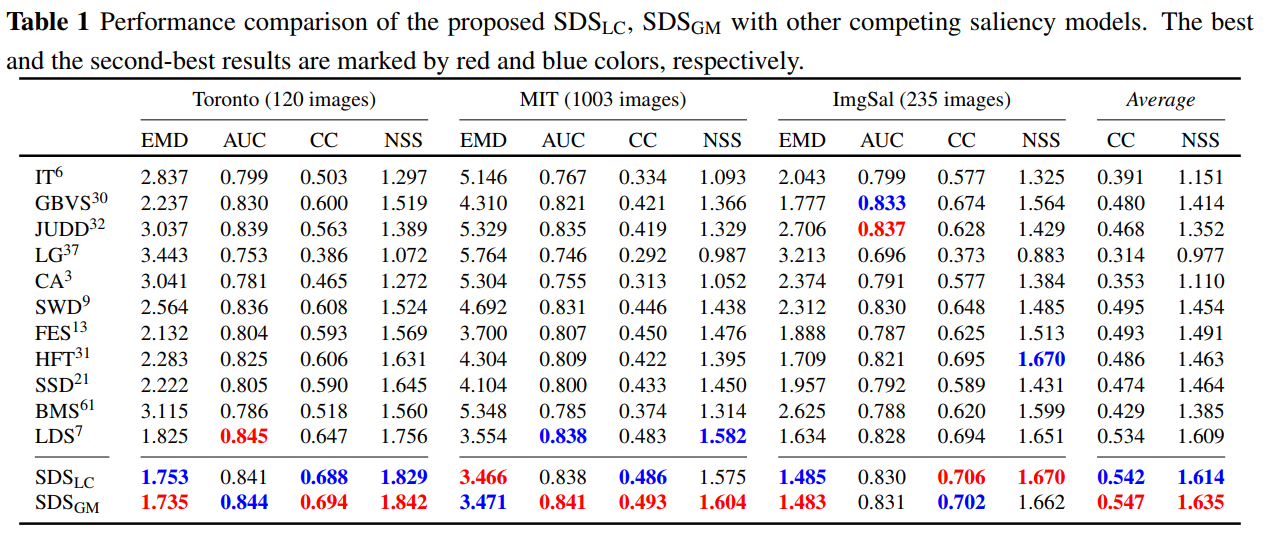 Table 1 Performance comparison of the proposed SDS_LC, SDS_GM with other competing saliency models. The best
and the second-best results are marked by red and blue colors, respectively.
Toronto (120 images) MIT (1003 images) ImgSal (235 images) Average
EMD AUC CC NSS EMD AUC CC NSS EMD AUC CC NSS CC NSS
IT^6 2.837 0.799 0.503 1.297 5.146 0.767 0.334 1.093 2.043 0.799 0.577 1.325 0.391 1.151
GBVS^30 2.237 0.830 0.600 1.519 4.310 0.821 0.421 1.366 1.777 0.833 0.674 1.564 0.480 1.414
JUDD^32 3.037 0.839 0.563 1.389 5.329 0.835 0.419 1.329 2.706 0.837 0.628 1.429 0.468 1.352
LG^37 3.443 0.753 0.386 1.072 5.764 0.746 0.292 0.987 3.213 0.696 0.373 0.883 0.314 0.977
CA^3 3.041 0.781 0.465 1.272 5.304 0.755 0.313 1.052 2.374 0.791 0.577 1.384 0.353 1.110
SWD^9 2.564 0.836 0.608 1.524 4.692 0.831 0.446 1.438 2.312 0.830 0.648 1.485 0.495 1.454
FES^13 2.132 0.804 0.593 1.569 3.700 0.807 0.450 1.476 1.888 0.787 0.625 1.513 0.493 1.491
HFT^31 2.283 0.825 0.606 1.631 4.304 0.809 0.422 1.395 1.709 0.821 0.695 1.670 0.486 1.463
SSD^21 2.222 0.805 0.590 1.645 4.104 0.800 0.433 1.450 1.957 0.792 0.589 1.431 0.474 1.464
BMS^61 3.115 0.786 0.518 1.560 5.348 0.785 0.374 1.314 2.625 0.788 0.620 1.599 0.429 1.385
LDS^7 1.825 0.845 0.647 1.756 3.554 0.838 0.483 1.582 1.634 0.828 0.694 1.651 0.534 1.609
SDS_LC 1.753 0.841 0.688 1.829 3.466 0.838 0.486 1.575 1.485 0.830 0.706 1.670 0.542 1.614
SDS_GM 1.735 0.844 0.694 1.842 3.471 0.841 0.493 1.604 1.483 0.831 0.702 1.662 0.547 1.635